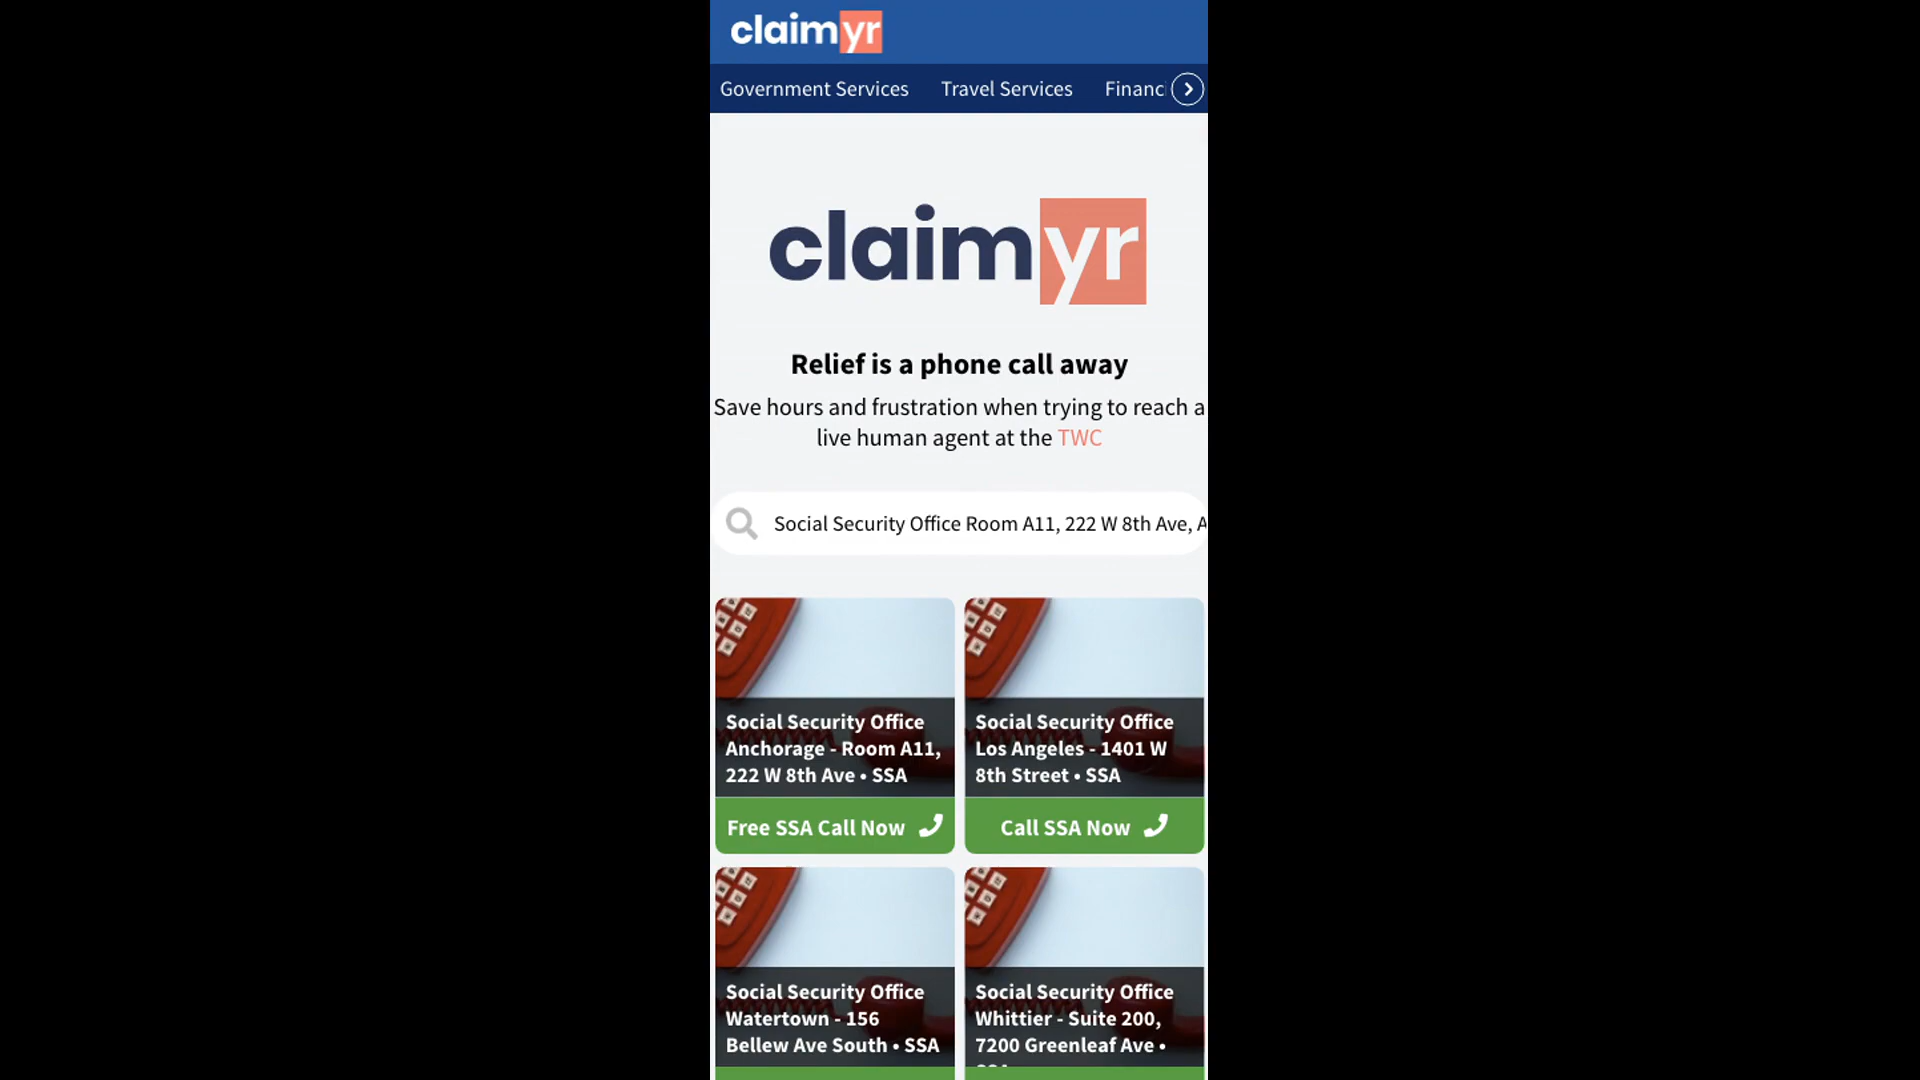 claimyr
Government Services Travel Services Financ
claimyr
Relief is a phone call away
Save hours and frustration when trying to reach a
live human agent at the TWC
Social Security Office Room A11, 222 W 8th Ave, A
Social Security Office
Anchorage - Room A11,
222 W 8th Ave • SSA
Free SSA Call Now
Social Security Office
Los Angeles - 1401 W
8th Street • SSA
Call SSA Now
Social Security Office
Watertown - 156
Bellew Ave South • SSA
Social Security Office
Whittier - Suite 200,
7200 Greenleaf Ave •